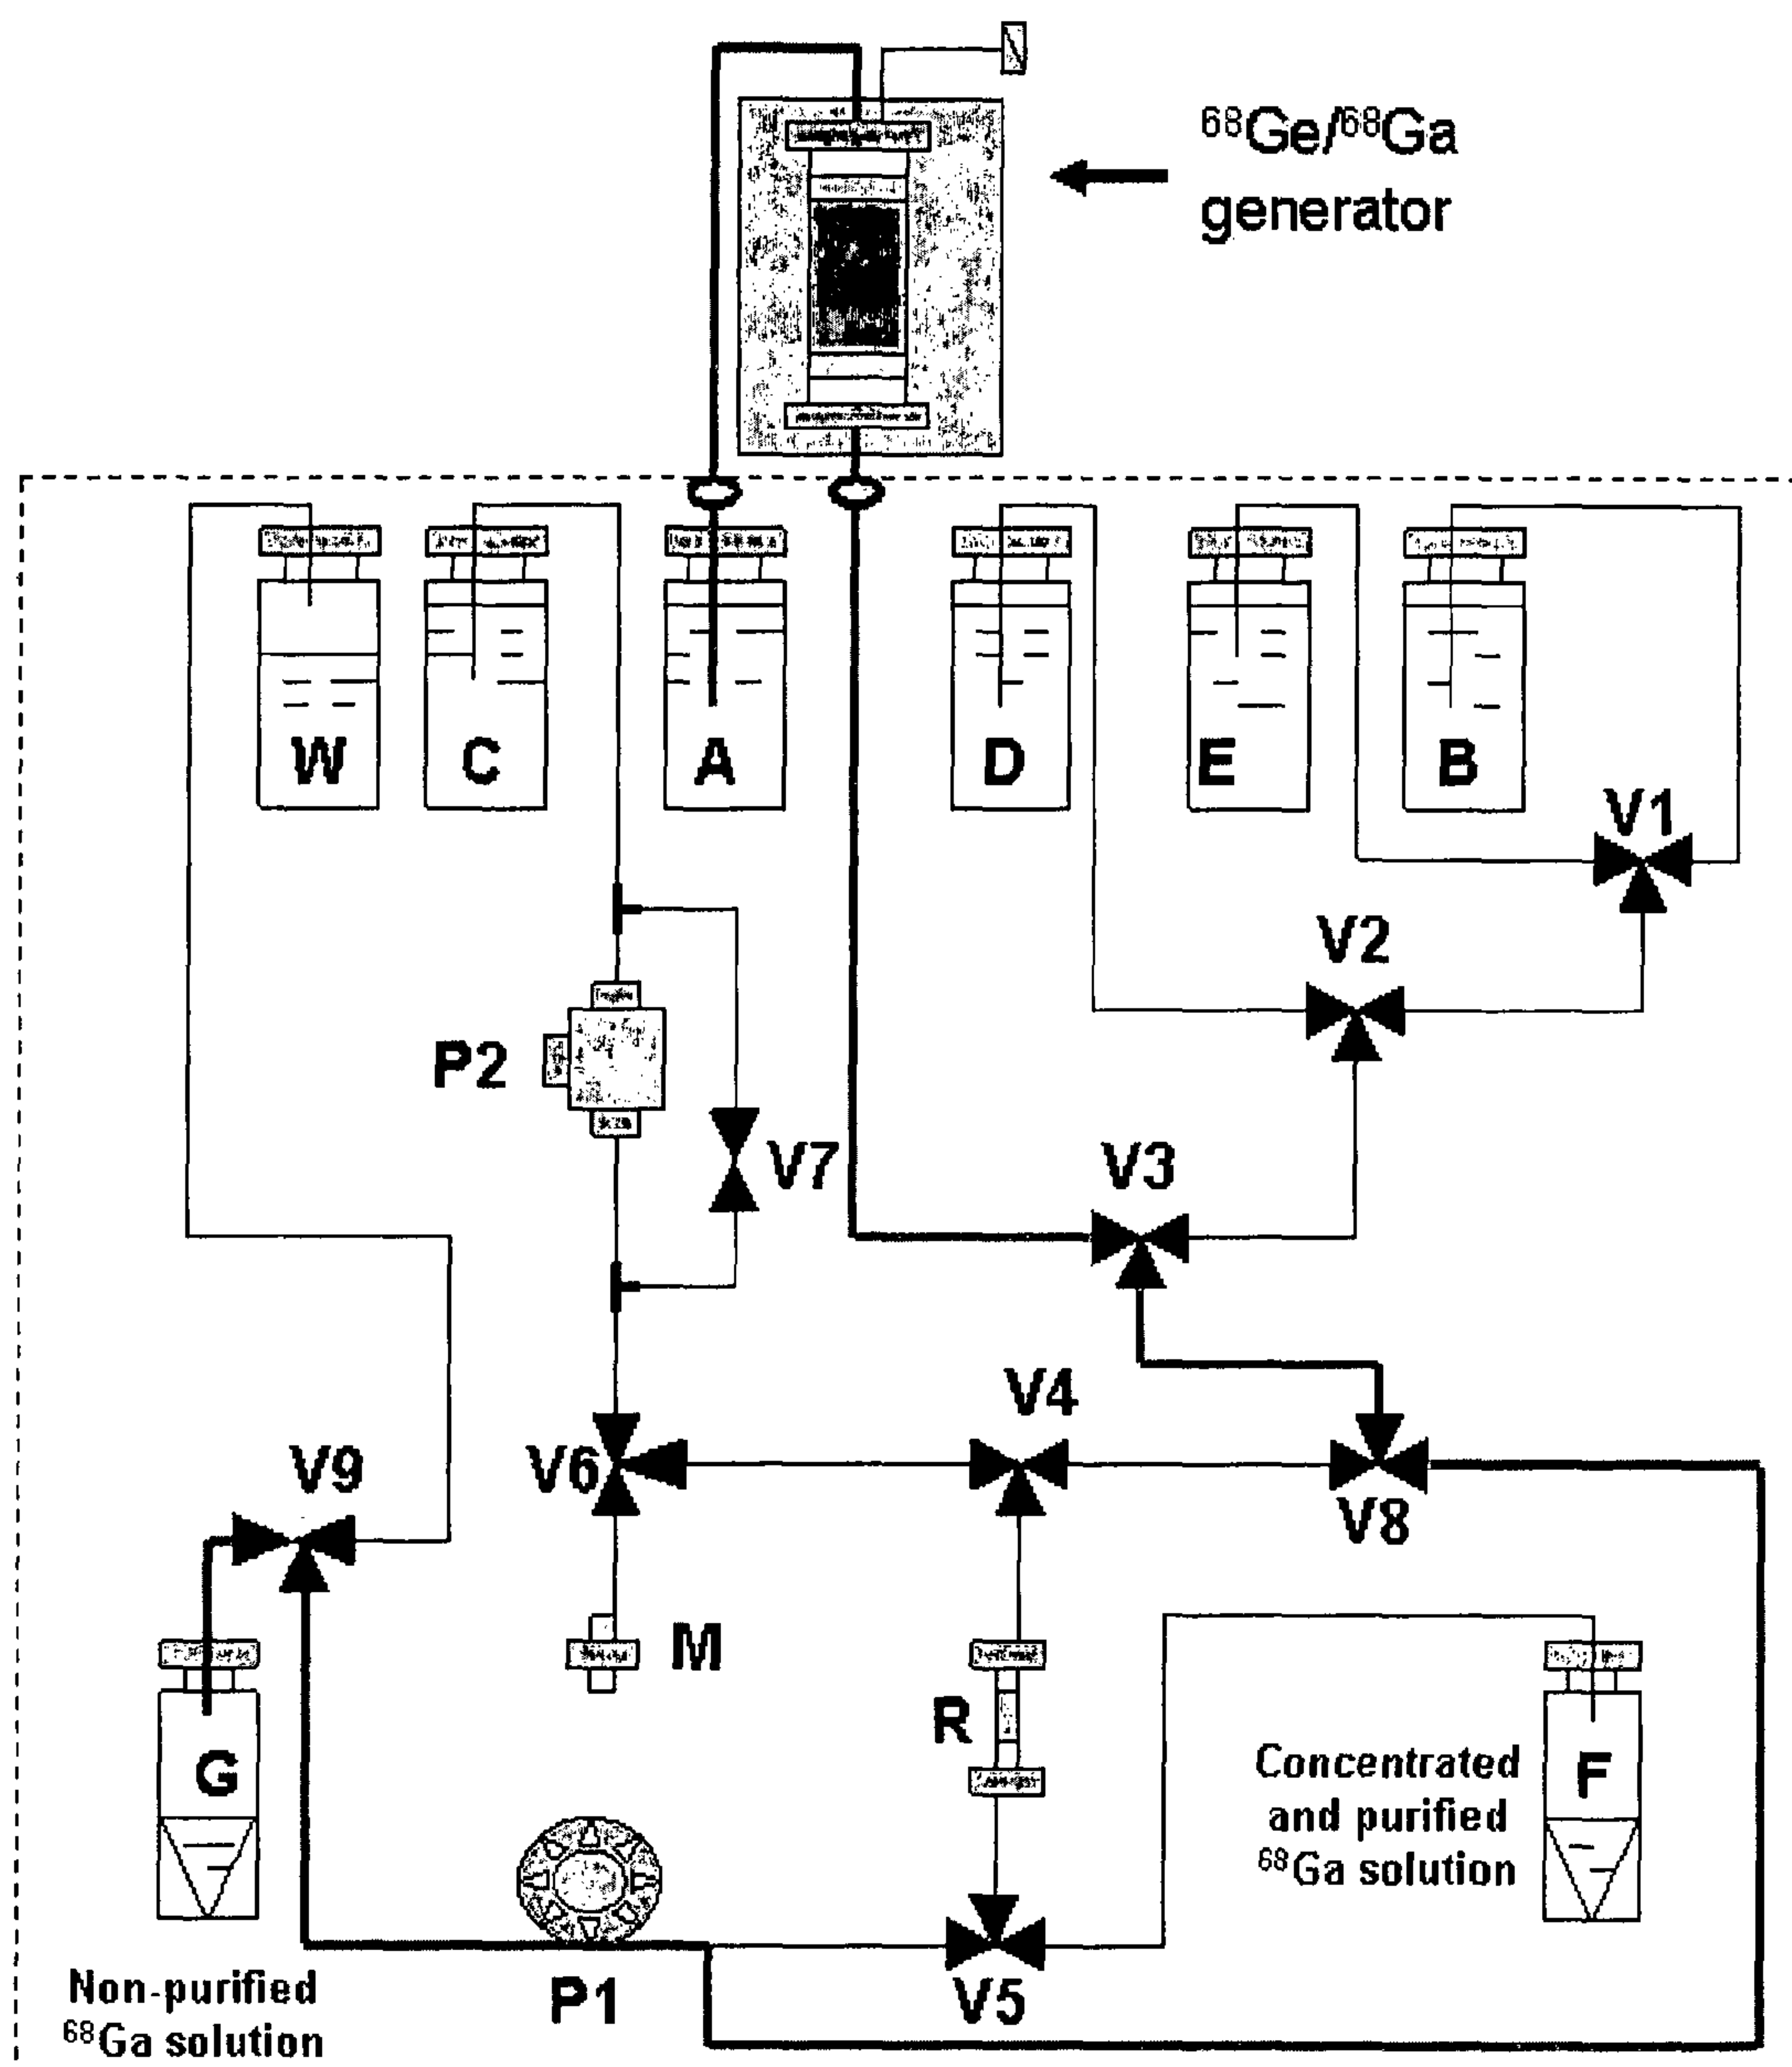 ⁶⁸Ge/⁶⁸Ga
generator
W
C
A
D
E
B
V1
V2
P2
V7
V3
V4
V6
V9
V8
M
R
G
Concentrated
and purified
⁶⁸Ga solution
F
Non-purified
⁶⁸Ga solution
P1
V5